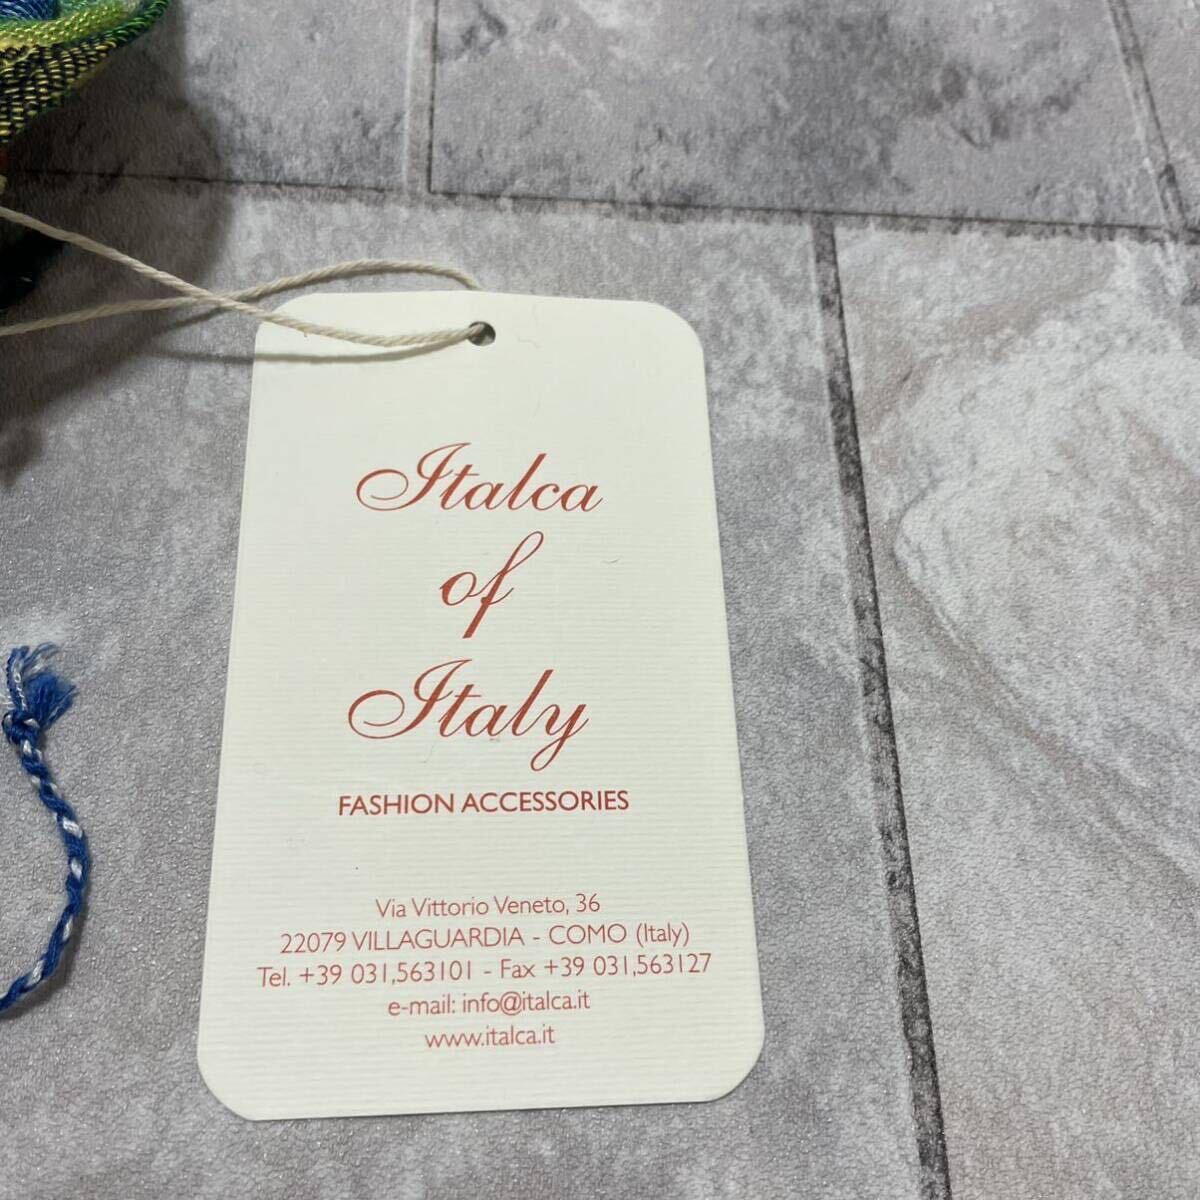 Italca
of
Italy
FASHION ACCESSORIES
Via Vittorio Veneto, 36
22079 VILLAGUARDIA - COMO (Italy)
Tel. +39 031,563101 - Fax +39 031,563127
e-mail: info@italca.it
www.italca.it